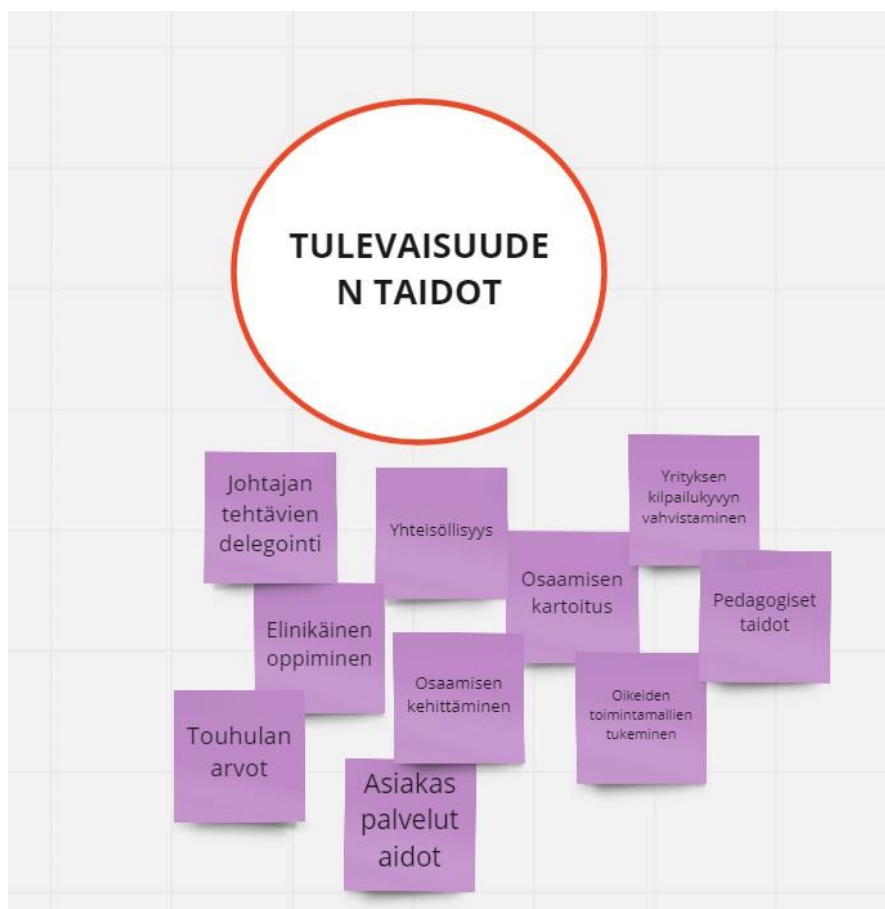 TULEVAISUUDE
N TAIDOT
Johtajan
tehtävien
delegointi
Yhteisöllisyys
Yrityksen
kilpailukyvyn
vahvistaminen
Osaamisen
kartoitus
Pedagogiset
taidot
Elinikäinen
oppiminen
Osaamisen
kehittäminen
Oikeiden
toimintamallien
tukeminen
Touhulan
arvot
Asiakas
palvelut
aidot